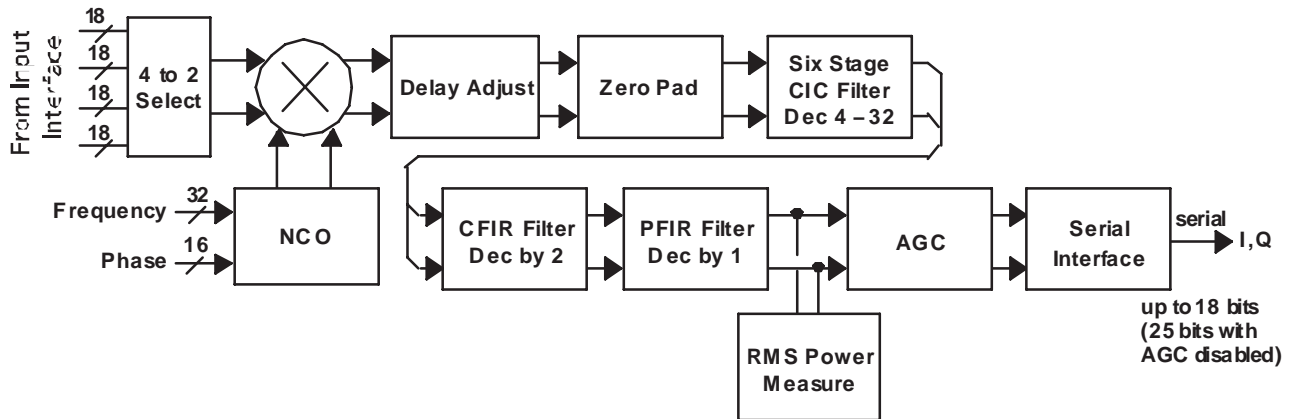 From Input
Interface
18
18
18
18
4 to 2
Select
Delay Adjust
Zero Pad
Six Stage
CIC Filter
Dec 4 – 32
Frequency
32
Phase
16
NCO
CFIR Filter
Dec by 2
PFIR Filter
Dec by 1
AGC
Serial
Interface
serial
I, Q
RMS Power
Measure
up to 18 bits
(25 bits with
AGC disabled)